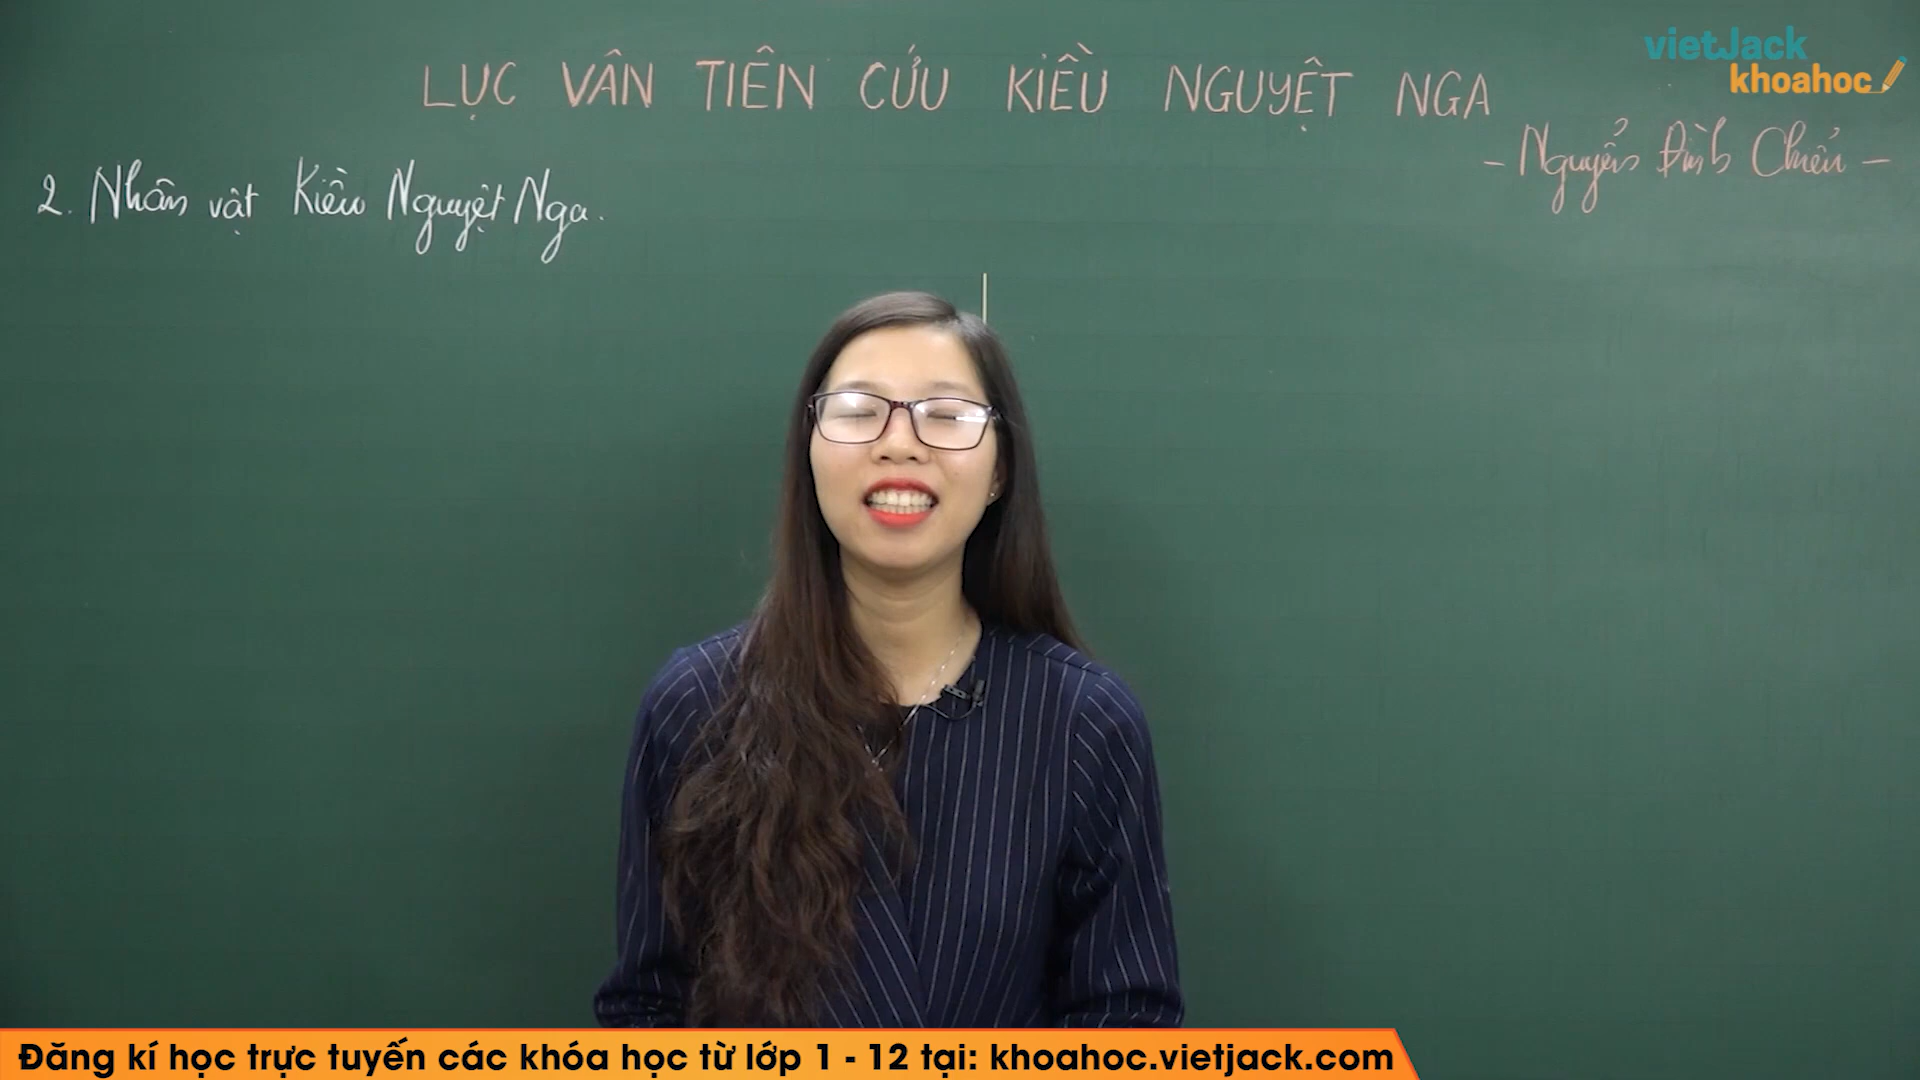 vietJack
khoahoc
LỤC VÂN TIÊN CỨU KIỀU NGUYỆT NGA
- Nguyễn Đình Chiểu -
2. Nhân vật Kiều Nguyệt Nga.
Đăng kí học trực tuyến các khóa học từ lớp 1 - 12 tại: khoahoc.vietjack.com